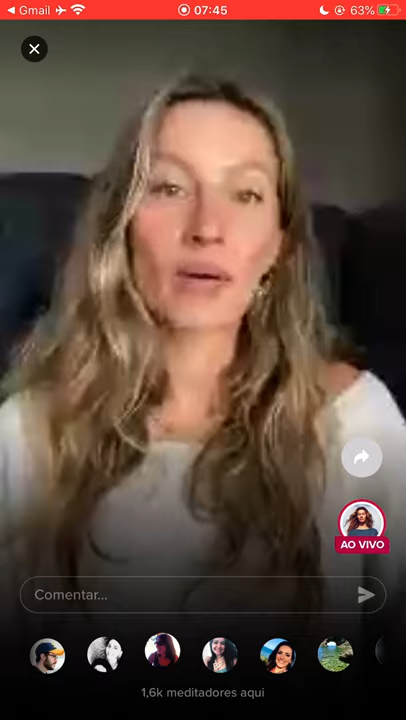 Gmail
07:45
63%
AO VIVO
Comentar...
1,6k meditadores aqui